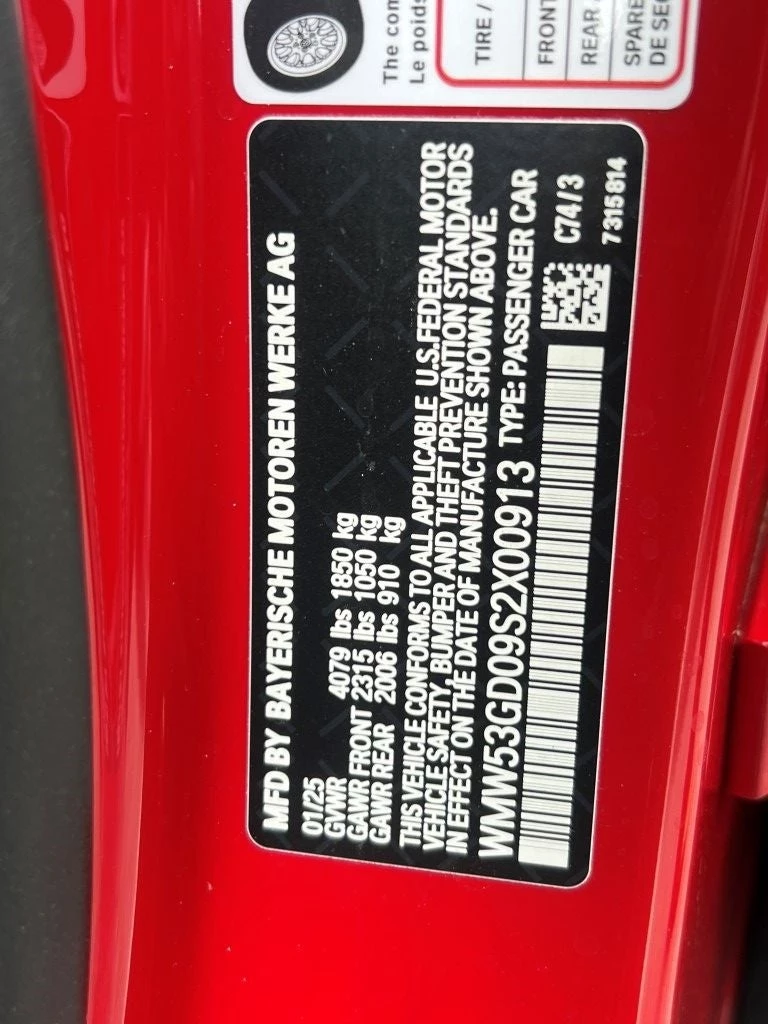 The com
Le poids
TIRE /
FRONT
REAR
SPARE
DE SE
MFD BY BAYERISCHE MOTOREN WERKE AG
01/25
GVWR 4079 lbs 1850 kg
GAWR FRONT 2315 lbs 1050 kg
GAWR REAR 2006 lbs 910 kg
THIS VEHICLE CONFORMS TO ALL APPLICABLE U.S.FEDERAL MOTOR
VEHICLE SAFETY, BUMPER AND THEFT PREVENTION STANDARDS
IN EFFECT ON THE DATE OF MANUFACTURE SHOWN ABOVE.
WMW53GD09S2X00913 TYPE: PASSENGER CAR
C74/3
7315814